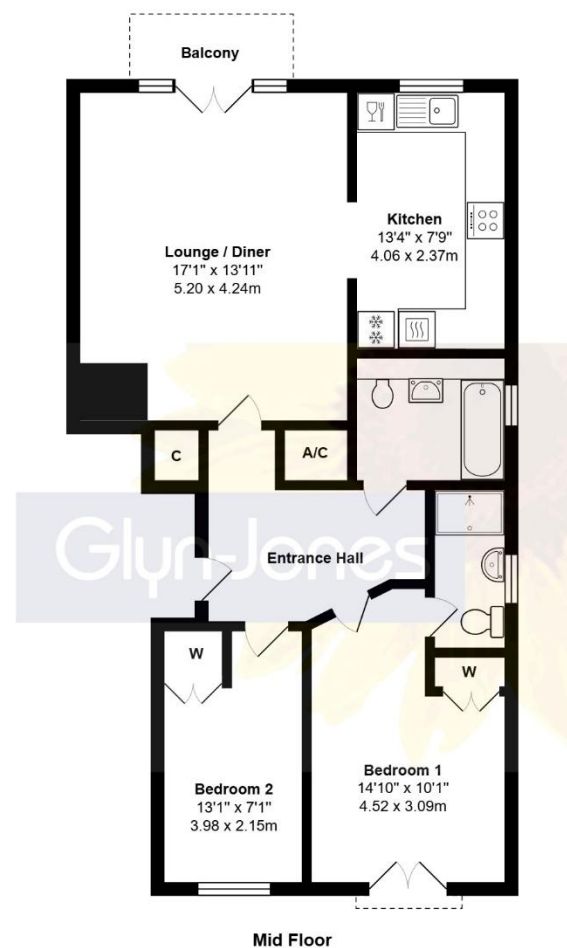 Balcony
Lounge / Diner
17'1" x 13'11"
5.20 x 4.24m
Kitchen
13'4" x 7'9"
4.06 x 2.37m
C
A/C
Glyn-Jones
Entrance Hall
W
W
Bedroom 2
13'1" x 7'1"
3.98 x 2.15m
Bedroom 1
14'10" x 10'1"
4.52 x 3.09m
Mid Floor